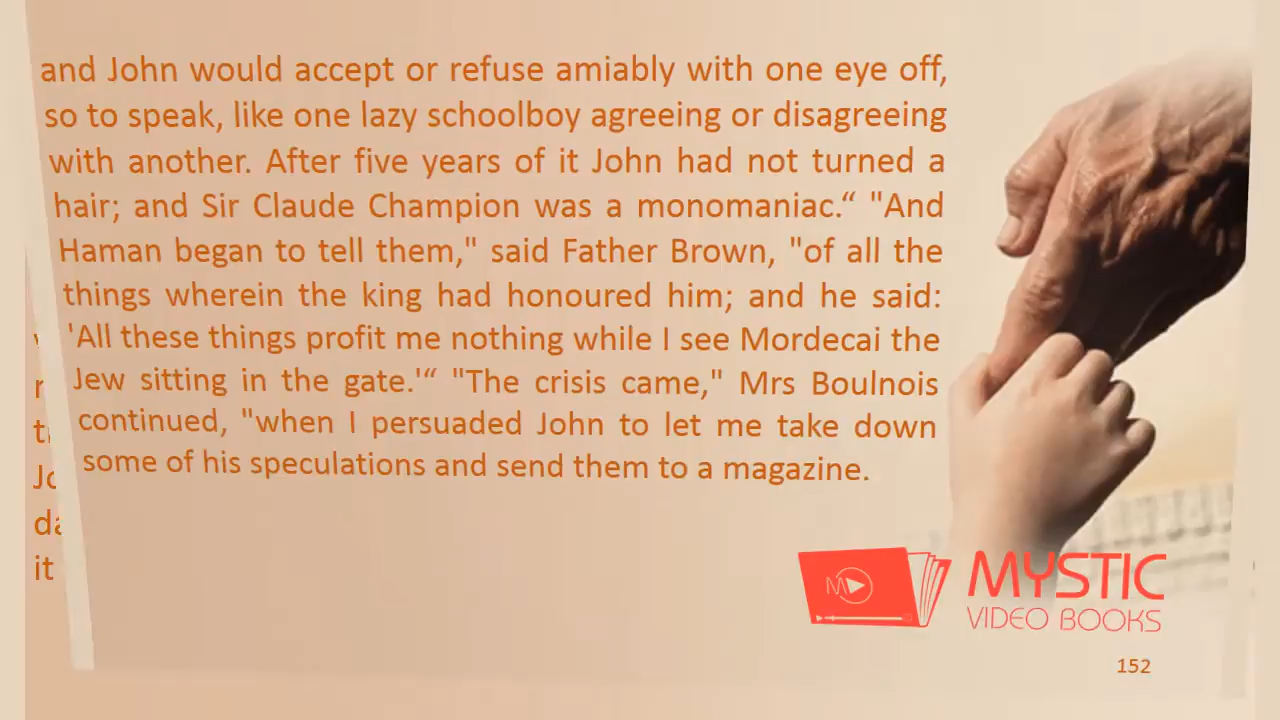 and John would accept or refuse amiably with one eye off,
so to speak, like one lazy schoolboy agreeing or disagreeing
with another. After five years of it John had not turned a
hair; and Sir Claude Champion was a monomaniac.“ "And
Haman began to tell them," said Father Brown, "of all the
things wherein the king had honoured him; and he said:
'All these things profit me nothing while I see Mordecai the
Jew sitting in the gate.'“ "The crisis came," Mrs Boulnois
continued, "when I persuaded John to let me take down
some of his speculations and send them to a magazine.
it
MYSTIC
VIDEO BOOKS
152